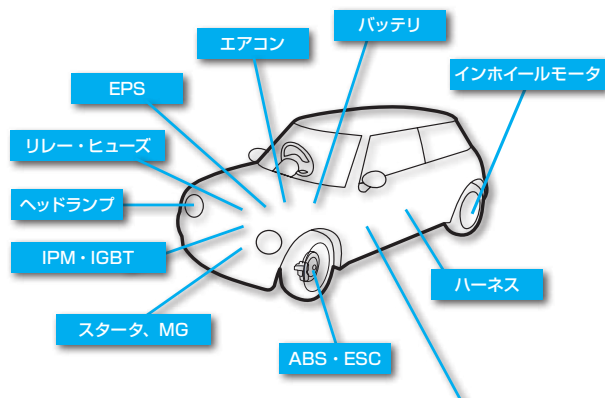 バッテリ
エアコン
インホイールモータ
EPS
リレー・ヒューズ
ヘッドランプ
IPM・IGBT
ハーネス
スタータ、MG
ABS・ESC